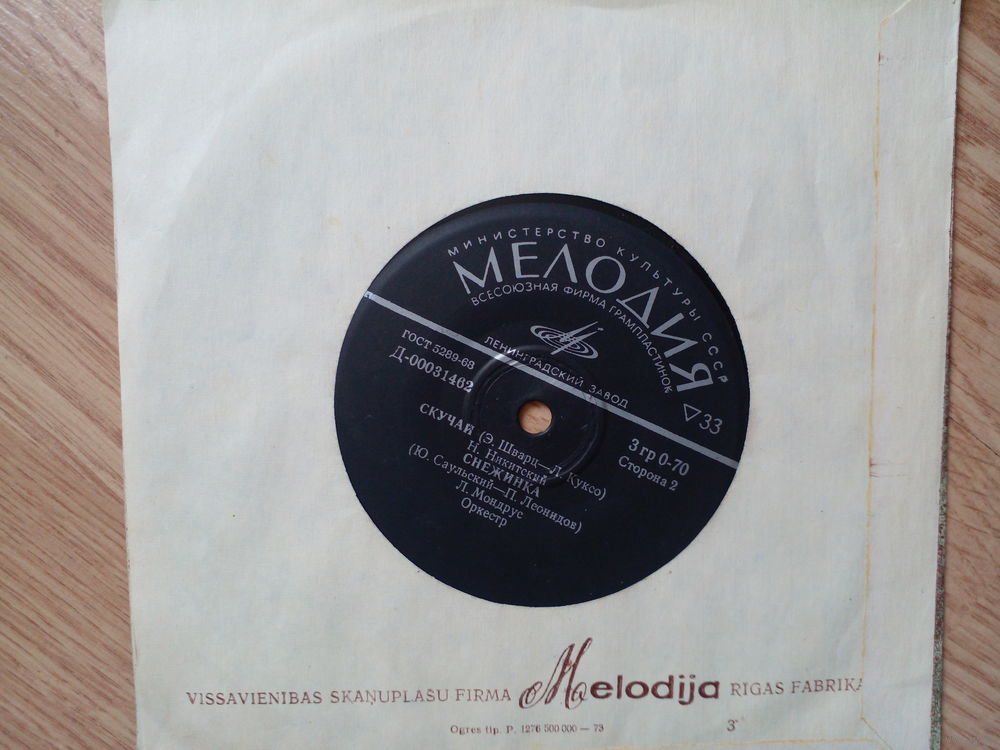 МИНИСТЕРСТВО КУЛЬТУРЫ СССР
МЕЛОДИЯ
ВСЕСОЮЗНАЯ ФИРМА ГРАМПЛАСТИНОК
ЛЕНИНГРАДСКИЙ ЗАВОД
33
ГОСТ 5289-68
Д-00031462
3 гр 0-70
Сторона 2
СКУЧАЙ (Э. Шварц—Л. Куксо)
Н. Никитский
СНЕЖИНКА
(Ю. Саульский—П. Леонидов)
Л. Мондрус
Оркестр
VISSAVIENIBAS SKAŅUPLAŠU FIRMA Melodija RIGAS FABRIKA
Ogres tip. P. 1276 500 000 — 73
3